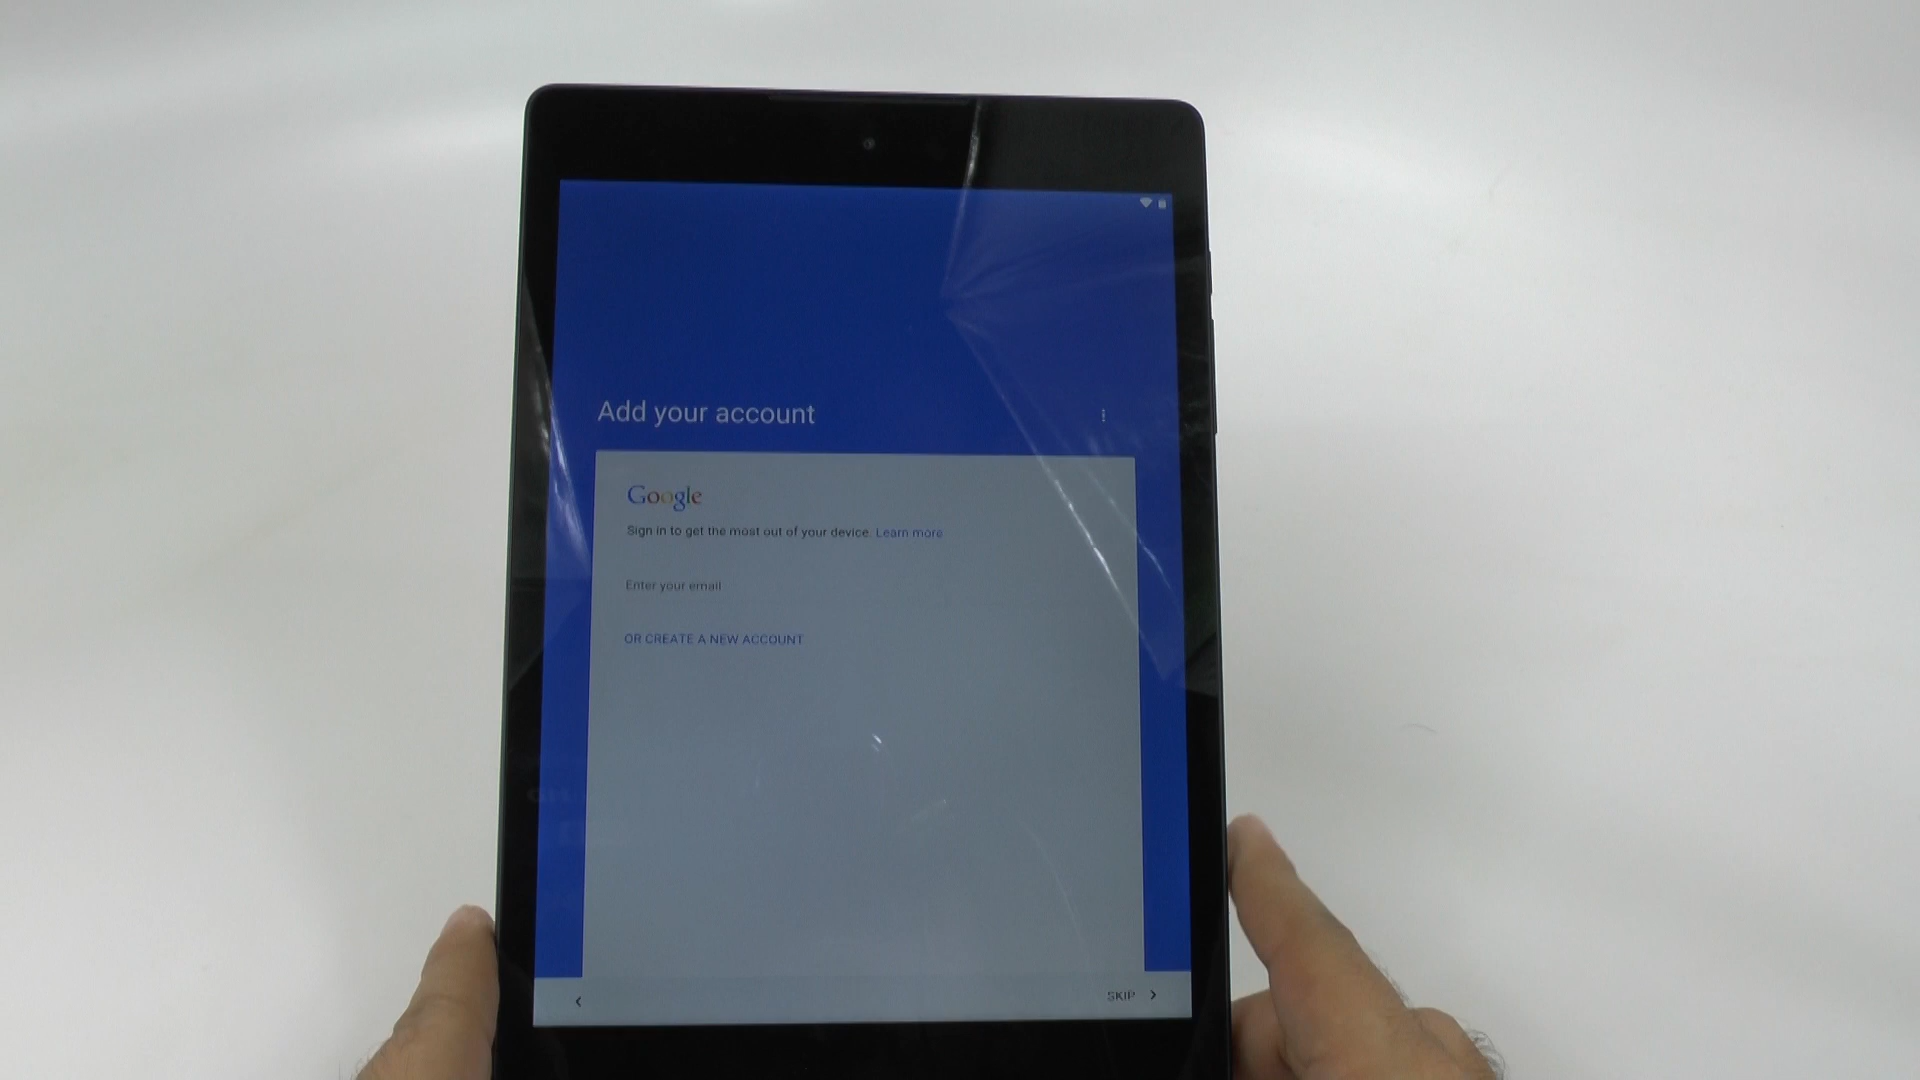 Add your account
Google
Sign in to get the most out of your device. Learn more
Enter your email
OR CREATE A NEW ACCOUNT
SKIP